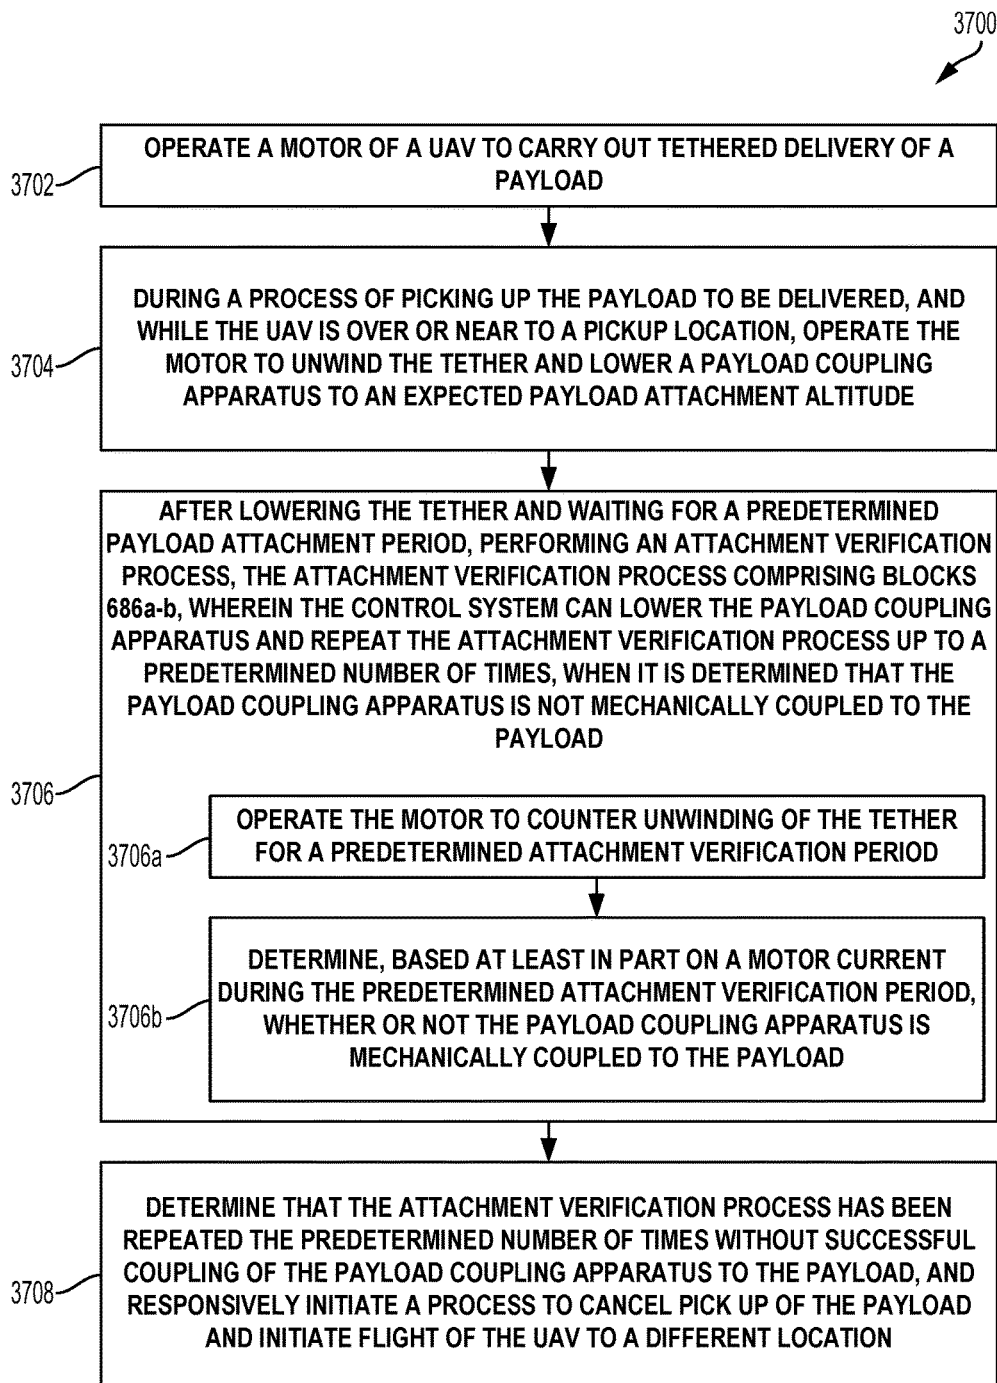 3700
OPERATE A MOTOR OF A UAV TO CARRY OUT TETHERED DELIVERY OF A
PAYLOAD
3702
DURING A PROCESS OF PICKING UP THE PAYLOAD TO BE DELIVERED, AND
WHILE THE UAV IS OVER OR NEAR TO A PICKUP LOCATION, OPERATE THE
MOTOR TO UNWIND THE TETHER AND LOWER A PAYLOAD COUPLING
APPARATUS TO AN EXPECTED PAYLOAD ATTACHMENT ALTITUDE
3704
AFTER LOWERING THE TETHER AND WAITING FOR A PREDETERMINED
PAYLOAD ATTACHMENT PERIOD, PERFORMING AN ATTACHMENT VERIFICATION
PROCESS, THE ATTACHMENT VERIFICATION PROCESS COMPRISING BLOCKS
686a-b, WHEREIN THE CONTROL SYSTEM CAN LOWER THE PAYLOAD COUPLING
APPARATUS AND REPEAT THE ATTACHMENT VERIFICATION PROCESS UP TO A
PREDETERMINED NUMBER OF TIMES, WHEN IT IS DETERMINED THAT THE
PAYLOAD COUPLING APPARATUS IS NOT MECHANICALLY COUPLED TO THE
PAYLOAD
3706
OPERATE THE MOTOR TO COUNTER UNWINDING OF THE TETHER
FOR A PREDETERMINED ATTACHMENT VERIFICATION PERIOD
3706a
DETERMINE, BASED AT LEAST IN PART ON A MOTOR CURRENT
DURING THE PREDETERMINED ATTACHMENT VERIFICATION PERIOD,
WHETHER OR NOT THE PAYLOAD COUPLING APPARATUS IS
MECHANICALLY COUPLED TO THE PAYLOAD
3706b
DETERMINE THAT THE ATTACHMENT VERIFICATION PROCESS HAS BEEN
REPEATED THE PREDETERMINED NUMBER OF TIMES WITHOUT SUCCESSFUL
COUPLING OF THE PAYLOAD COUPLING APPARATUS TO THE PAYLOAD, AND
RESPONSIVELY INITIATE A PROCESS TO CANCEL PICK UP OF THE PAYLOAD
AND INITIATE FLIGHT OF THE UAV TO A DIFFERENT LOCATION
3708